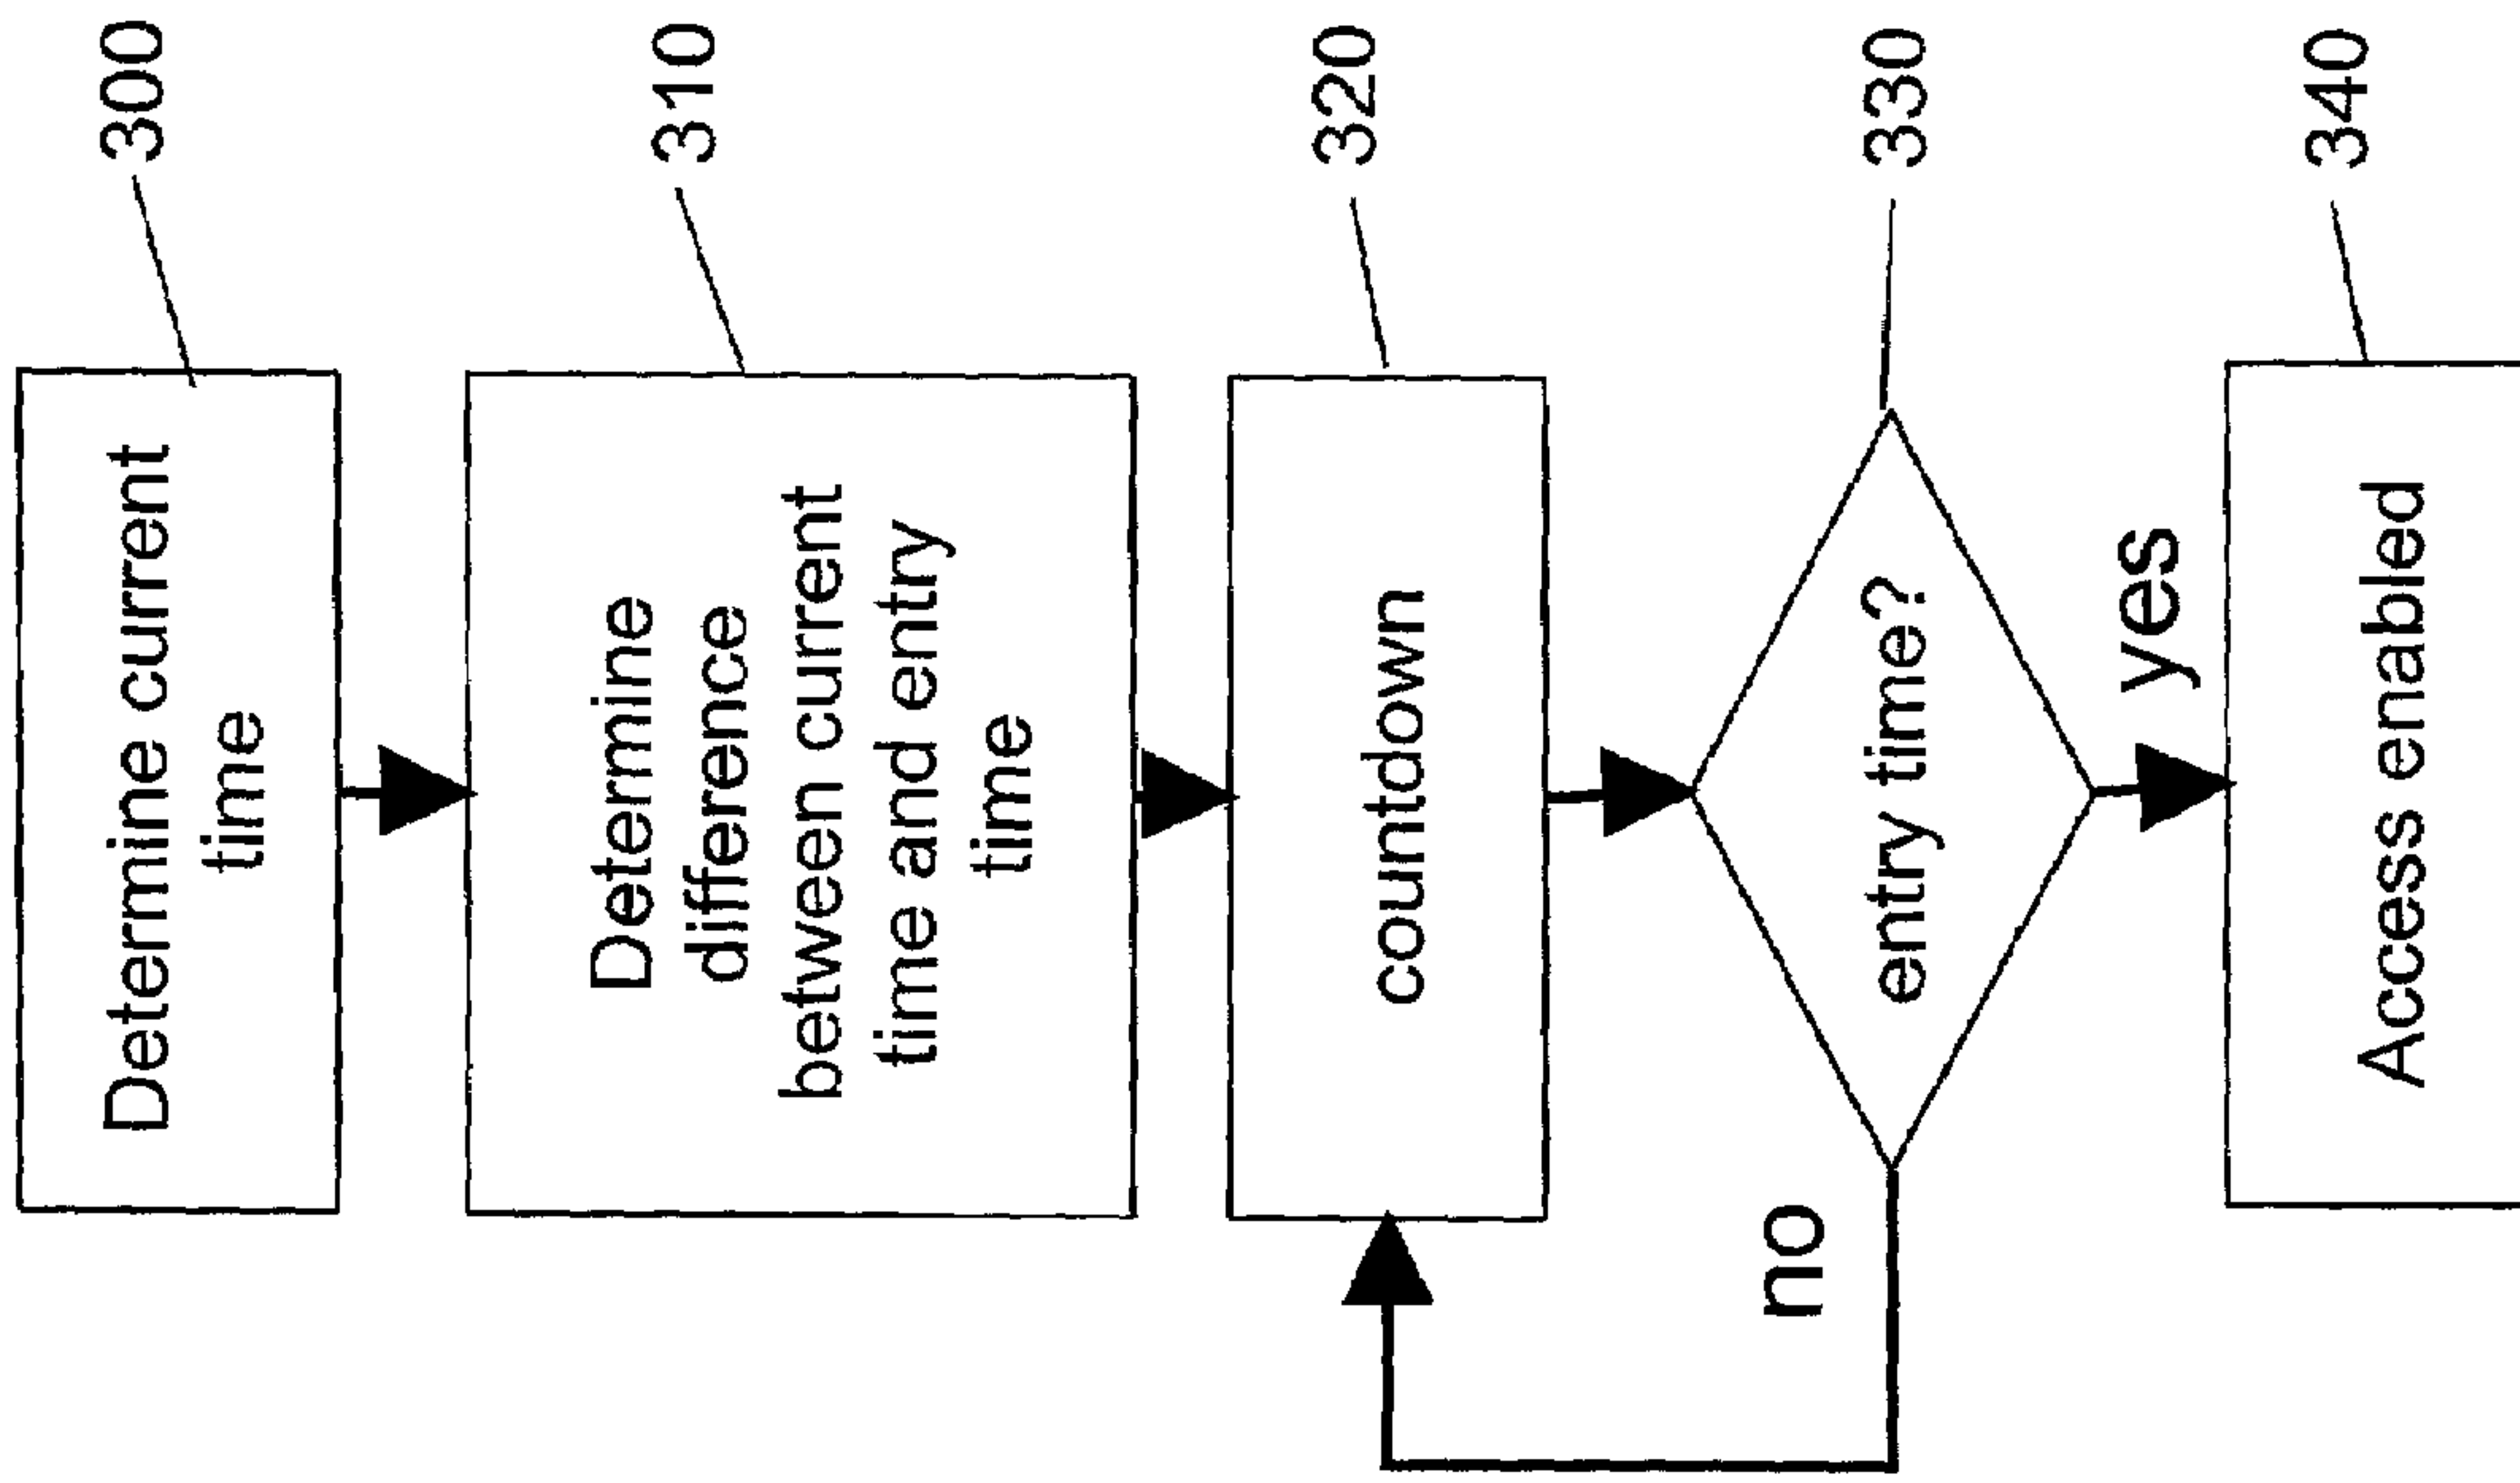 Determine current
time
300
Determine
difference
between current
time and entry
time
310
countdown
320
entry time?
330
no
yes
Access enabled
340